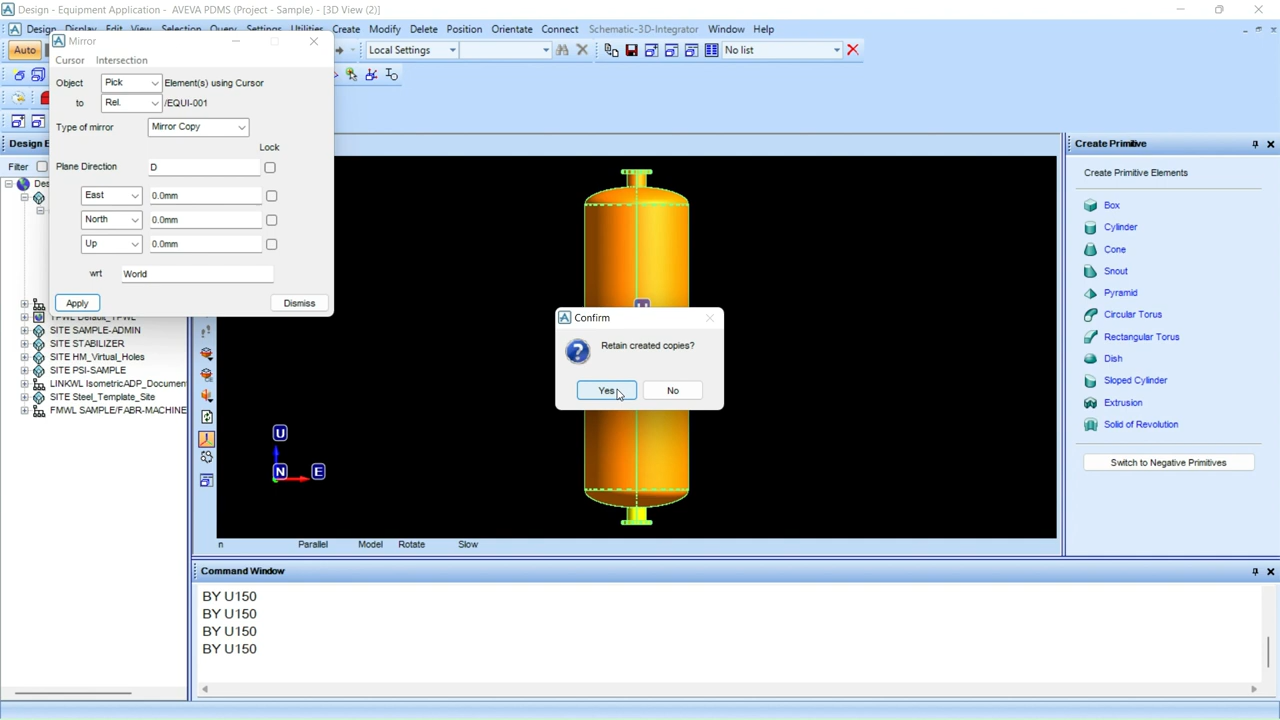 Design - Equipment Application - AVEVA PDMS (Project - Sample) - [3D View (2)]
Design Display Edit View Selection Query Settings Utilities Create Modify Delete Position Orientate Connect Schematic-3D-Integrator Window Help
Auto
Local Settings
No list
Mirror
Cursor Intersection
Object Pick Element(s) using Cursor
to Rel. /EQUI-001
Type of mirror Mirror Copy
Lock
Plane Direction D
East 0.0mm
North 0.0mm
Up 0.0mm
wrt World
Apply Dismiss
Design E
Filter
Des
SITE SAMPLE-ADMIN
SITE STABILIZER
SITE HM_Virtual_Holes
SITE PSI-SAMPLE
LINKWL IsometricADP_Documen
SITE Steel_Template_Site
FMWL SAMPLE/FABR-MACHINE
U
N
E
Confirm
Retain created copies?
Yes No
n Parallel Model Rotate Slow
Create Primitive
Create Primitive Elements
Box
Cylinder
Cone
Snout
Pyramid
Circular Torus
Rectangular Torus
Dish
Sloped Cylinder
Extrusion
Solid of Revolution
Switch to Negative Primitives
Command Window
BY U150
BY U150
BY U150
BY U150